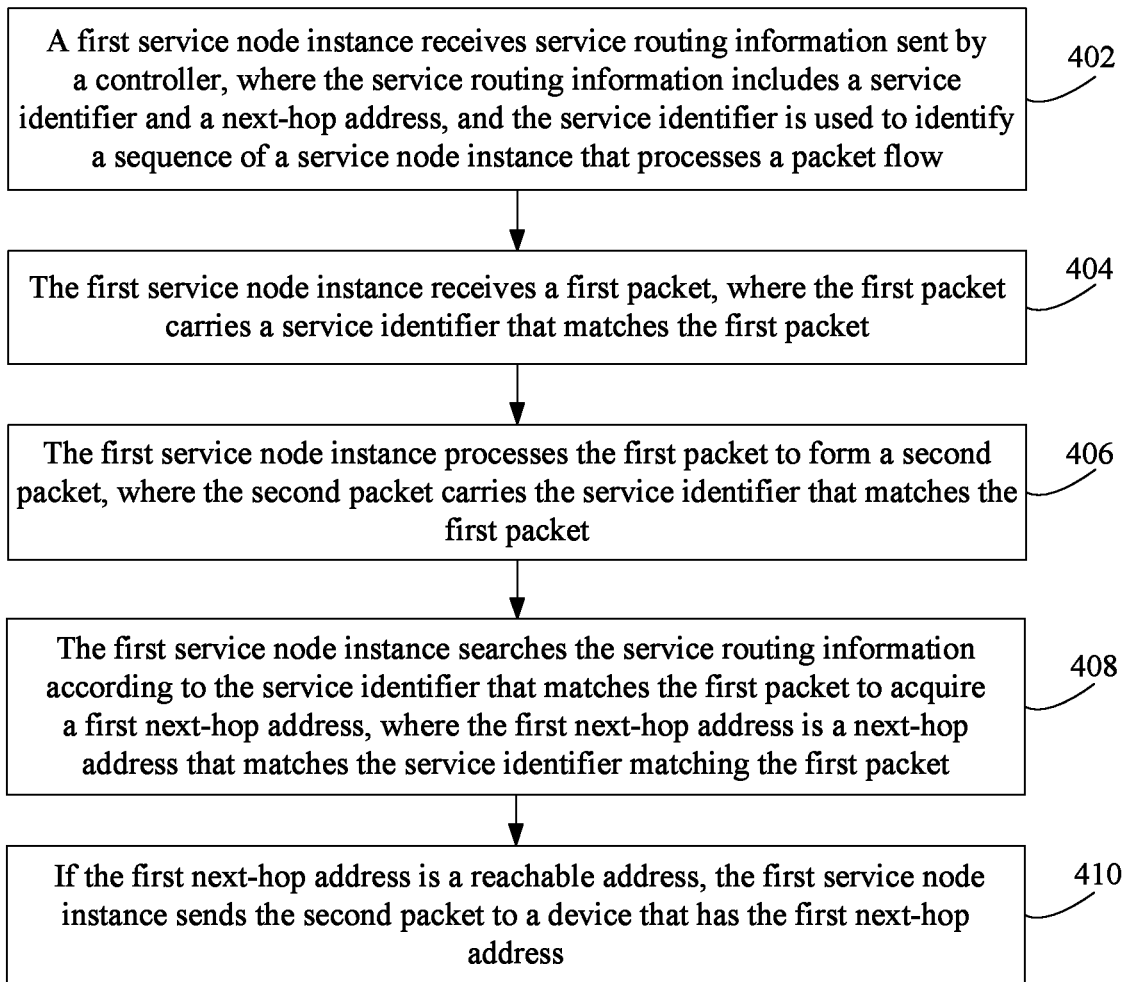 A first service node instance receives service routing information sent by
a controller, where the service routing information includes a service
identifier and a next-hop address, and the service identifier is used to identify
a sequence of a service node instance that processes a packet flow
402
The first service node instance receives a first packet, where the first packet
carries a service identifier that matches the first packet
404
The first service node instance processes the first packet to form a second
packet, where the second packet carries the service identifier that matches the
first packet
406
The first service node instance searches the service routing information
according to the service identifier that matches the first packet to acquire
a first next-hop address, where the first next-hop address is a next-hop
address that matches the service identifier matching the first packet
408
If the first next-hop address is a reachable address, the first service node
instance sends the second packet to a device that has the first next-hop
address
410